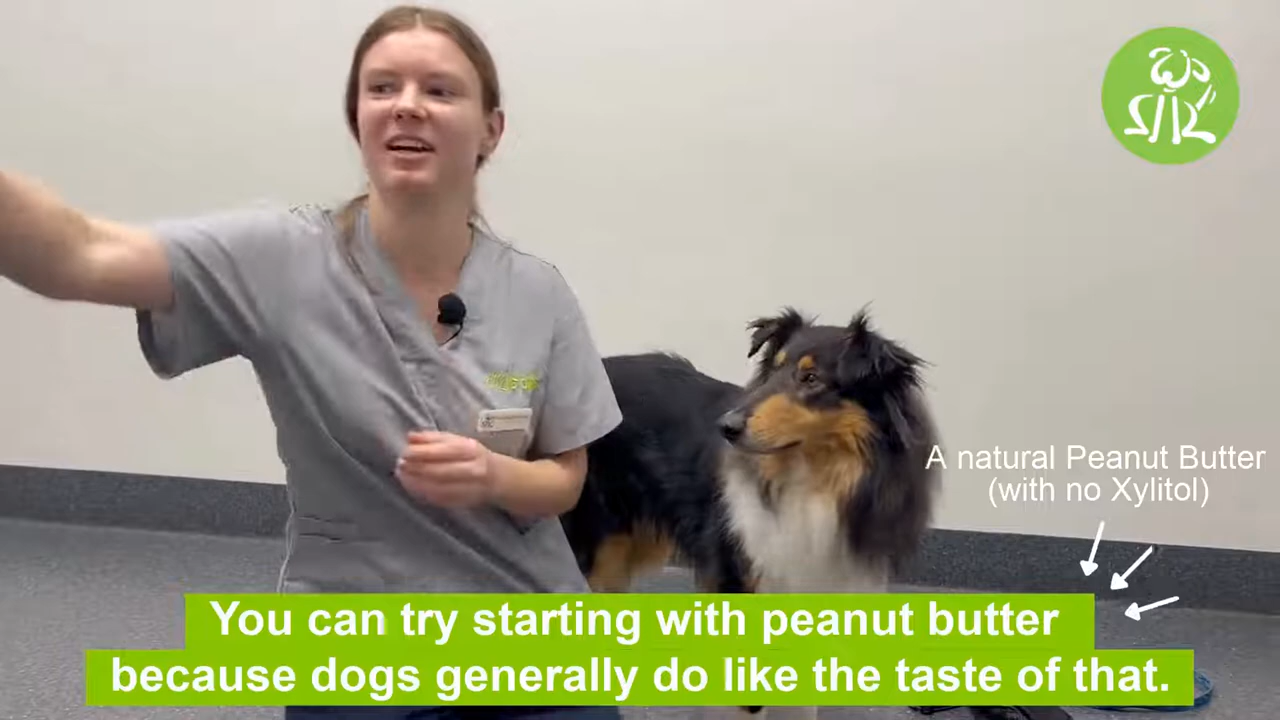 A natural Peanut Butter
(with no Xylitol)
You can try starting with peanut butter
because dogs generally do like the taste of that.